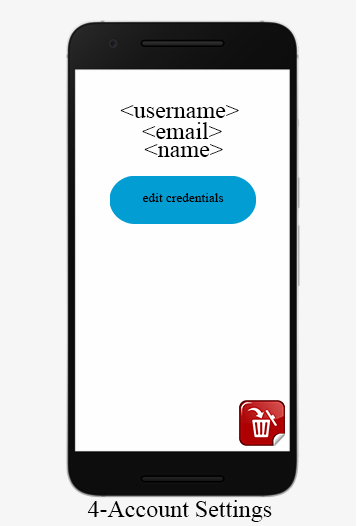 <username>
<email>
<name>
edit credentials
4-Account Settings